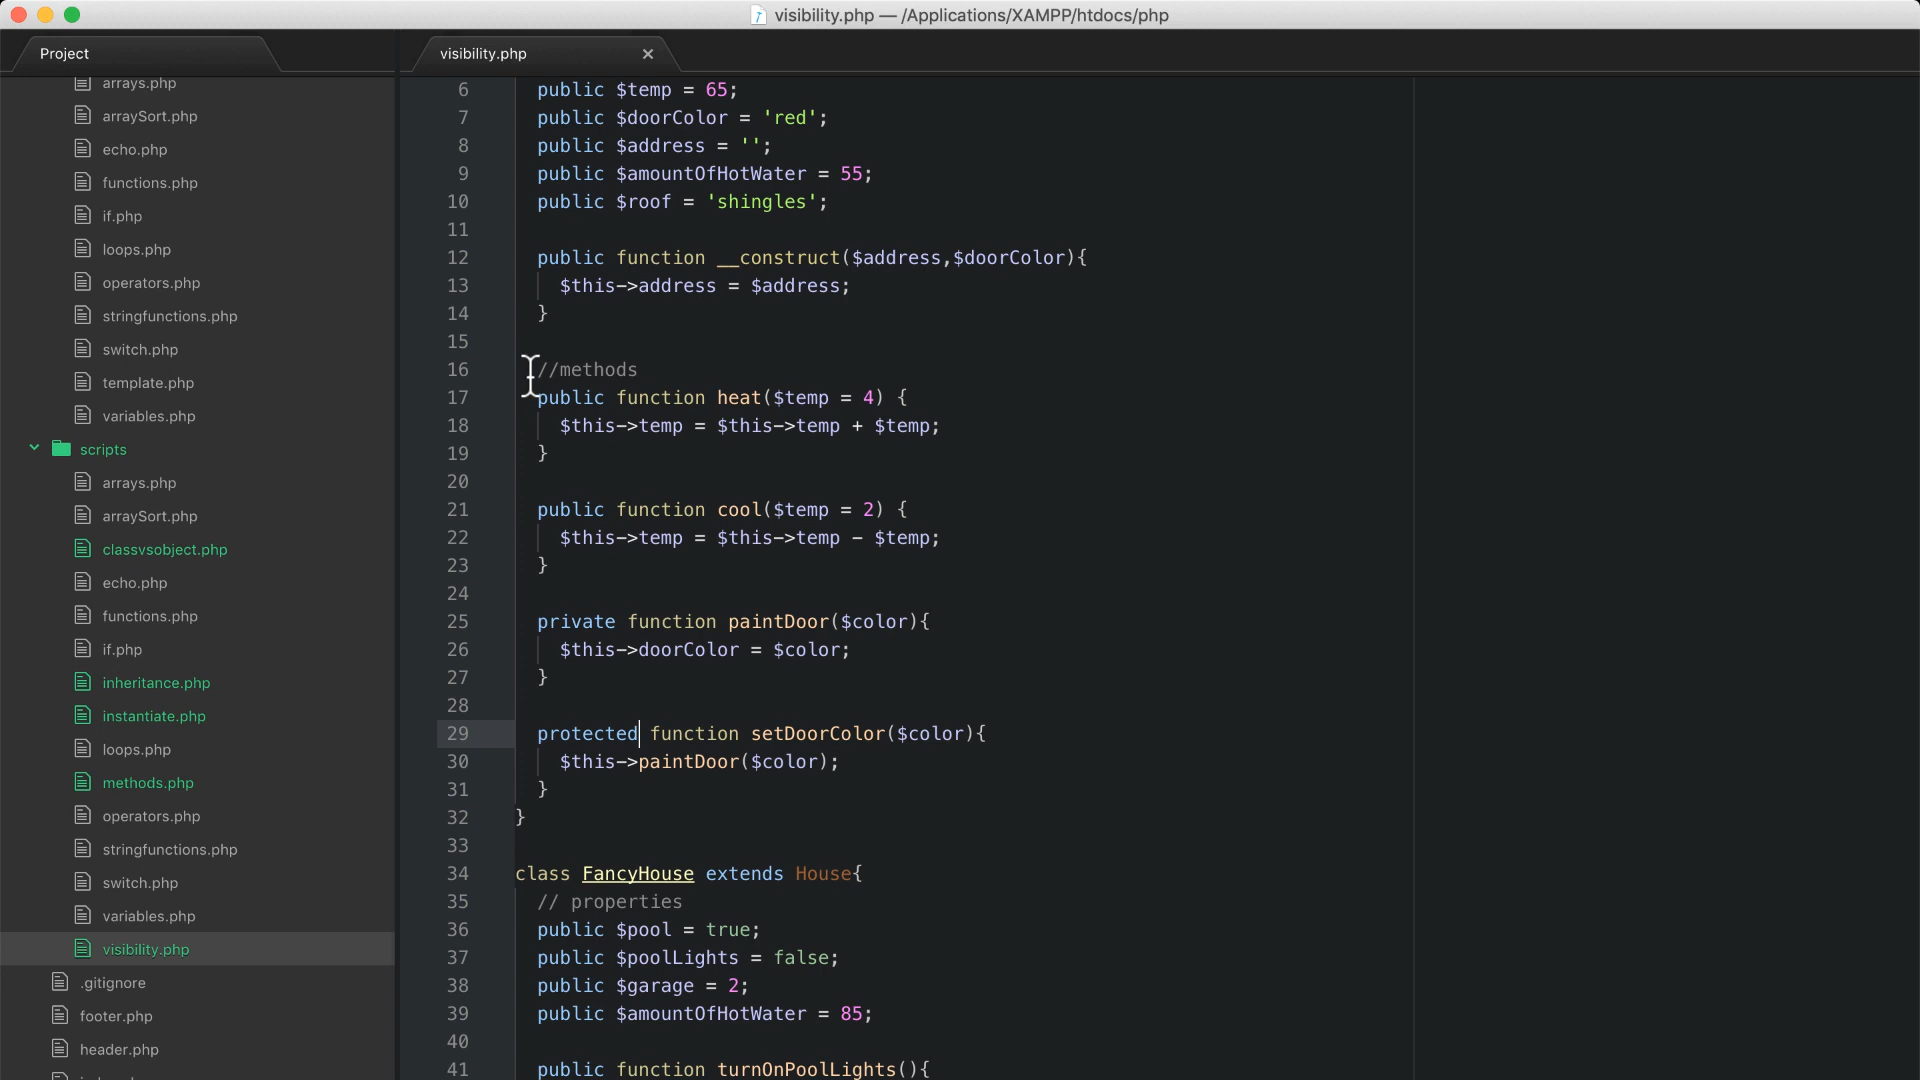 visibility.php — /Applications/XAMPP/htdocs/php
Project
visibility.php ×
arrays.php
arraySort.php
echo.php
functions.php
if.php
loops.php
operators.php
stringfunctions.php
switch.php
template.php
variables.php
scripts
arrays.php
arraySort.php
classvsobject.php
echo.php
functions.php
if.php
inheritance.php
instantiate.php
loops.php
methods.php
operators.php
stringfunctions.php
switch.php
variables.php
visibility.php
.gitignore
footer.php
header.php
6 public $temp = 65;
7 public $doorColor = 'red';
8 public $address = '';
9 public $amountOfHotWater = 55;
10 public $roof = 'shingles';
11
12 public function __construct($address,$doorColor){
13 $this->address = $address;
14 }
15
16 //methods
17 public function heat($temp = 4) {
18 $this->temp = $this->temp + $temp;
19 }
20
21 public function cool($temp = 2) {
22 $this->temp = $this->temp - $temp;
23 }
24
25 private function paintDoor($color){
26 $this->doorColor = $color;
27 }
28
29 protected function setDoorColor($color){
30 $this->paintDoor($color);
31 }
32 }
33
34 class FancyHouse extends House{
35 // properties
36 public $pool = true;
37 public $poolLights = false;
38 public $garage = 2;
39 public $amountOfHotWater = 85;
40
41 public function turnOnPoolLights(){